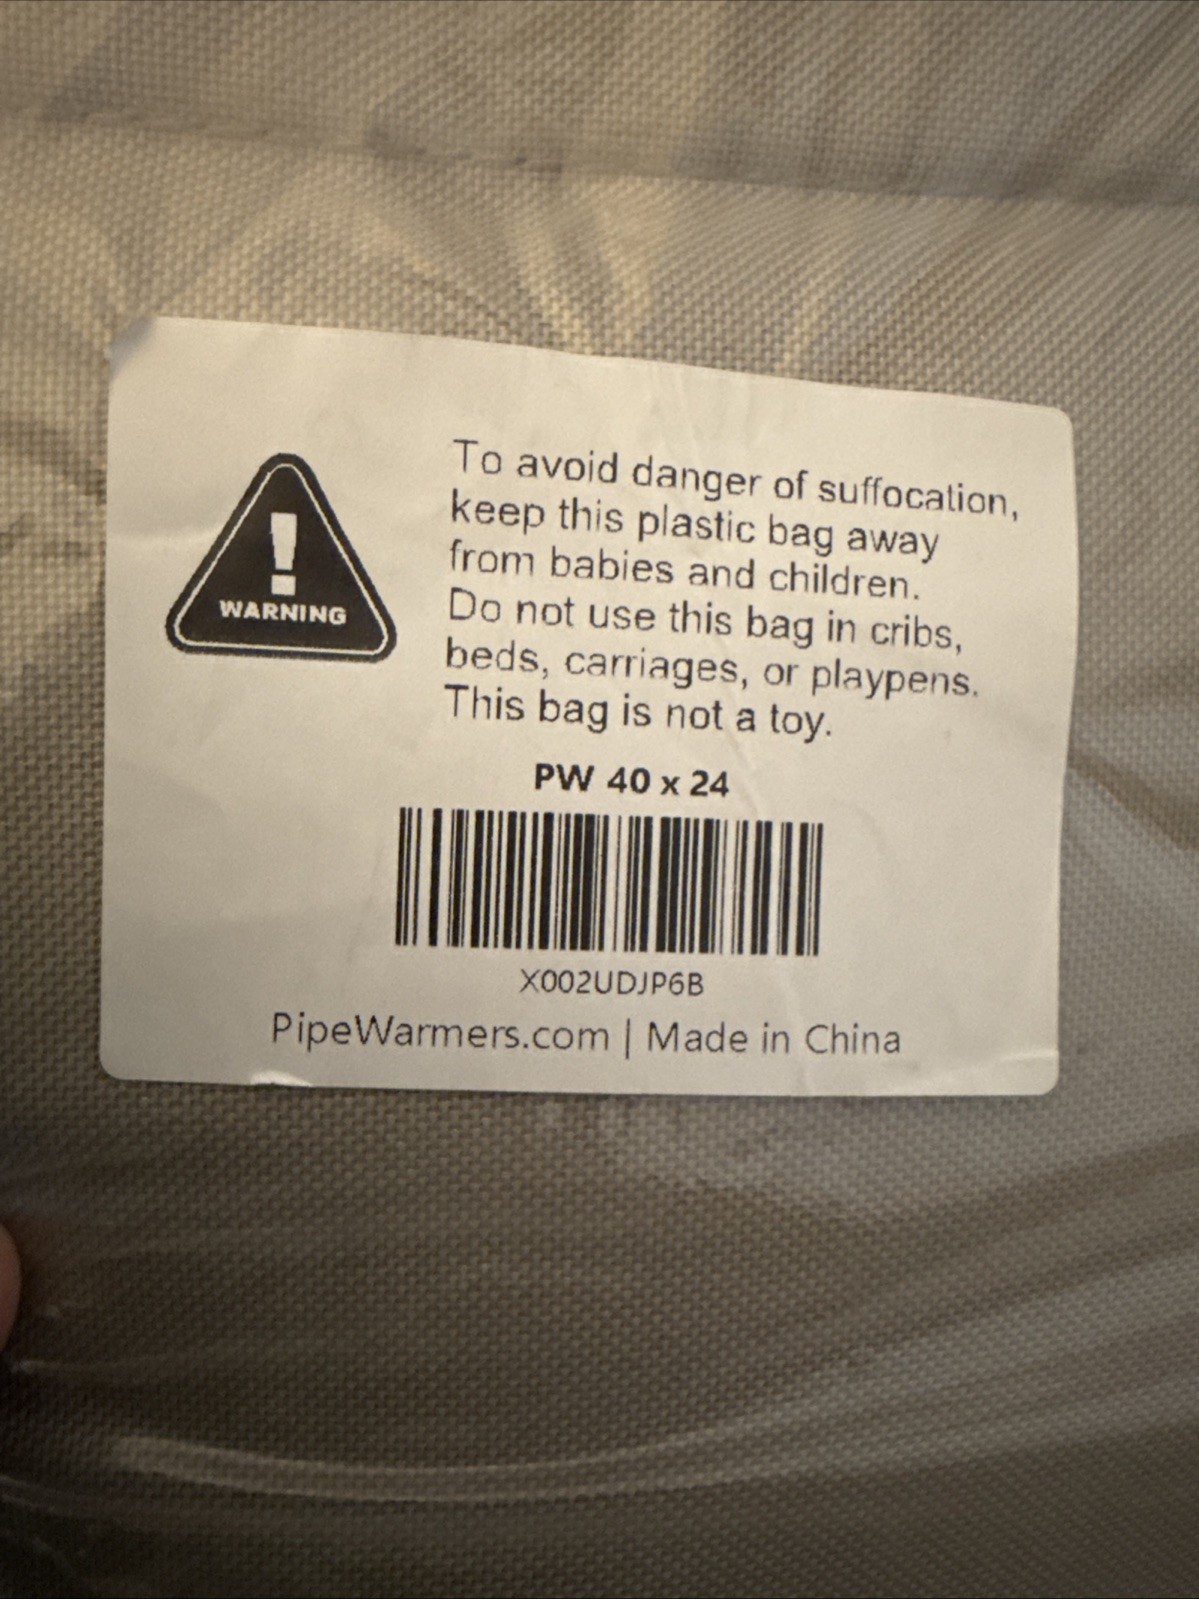 WARNING
To avoid danger of suffocation,
keep this plastic bag away
from babies and children.
Do not use this bag in cribs,
beds, carriages, or playpens.
This bag is not a toy.
PW 40 x 24
X002UDJP6B
PipeWarmers.com | Made in China